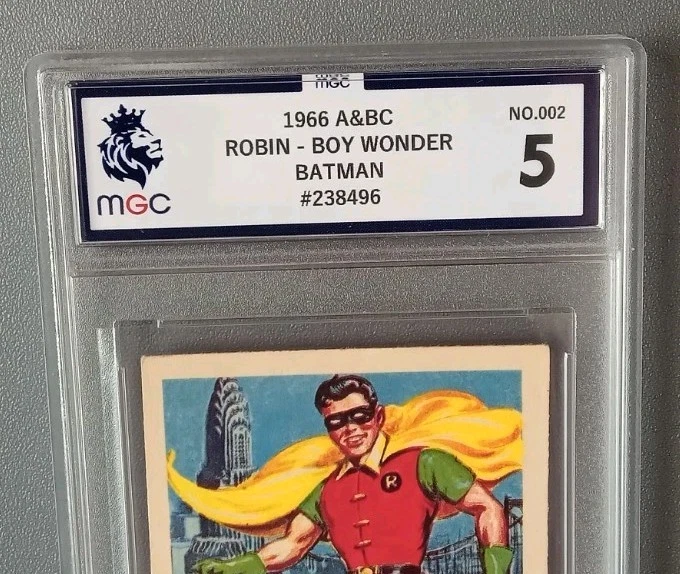 MGC
1966 A&BC
ROBIN - BOY WONDER
BATMAN
#238496
NO.002
5
mGC
R